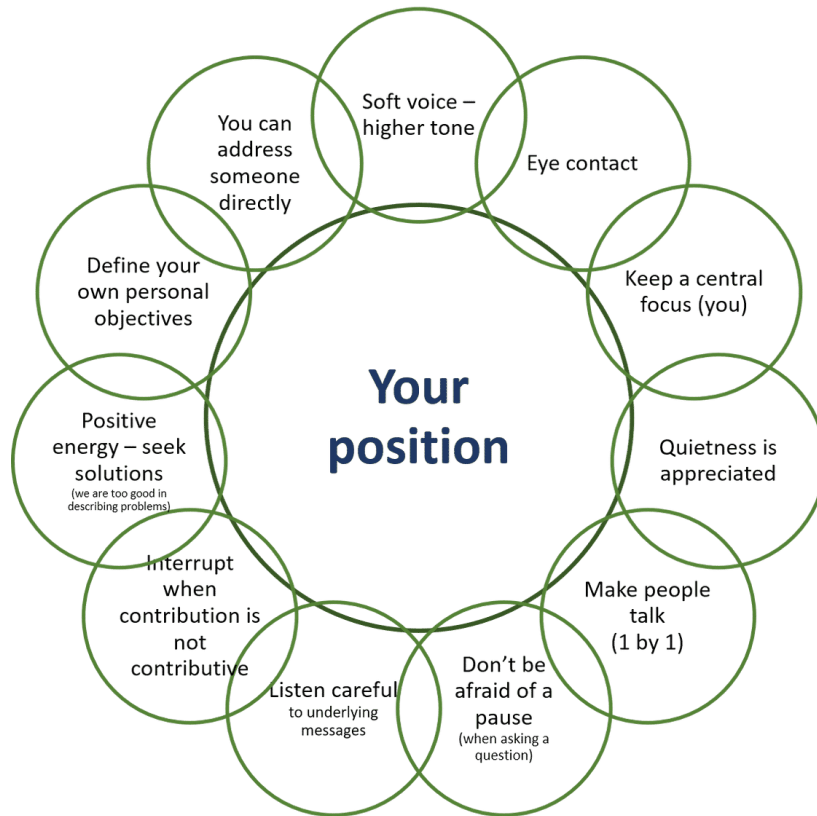 Your
position
Soft voice –
higher tone
Eye contact
Keep a central
focus (you)
Quietness is
appreciated
Make people
talk
(1 by 1)
Don't be
afraid of a
pause
(when asking a
question)
Listen careful
to underlying
messages
Interrupt
when
contribution is
not
contributive
Positive
energy – seek
solutions
(we are too good in
describing problems)
Define your
own personal
objectives
You can
address
someone
directly